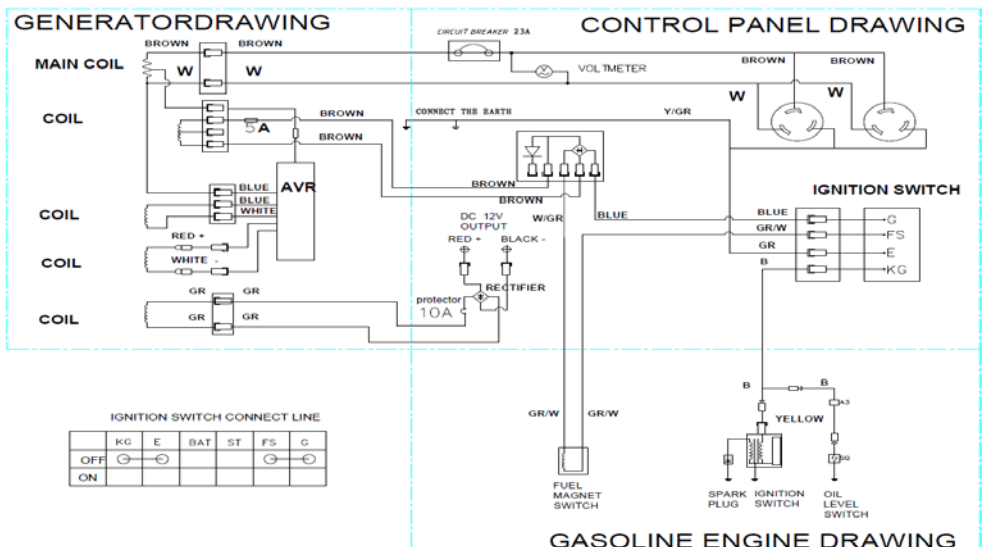 GENERATORDRAWING
CONTROL PANEL DRAWING
CIRCUIT BREAKER 23A
BROWN BROWN
MAIN COIL
W W
VOLTMETER
BROWN BROWN
W W
COIL
5A
BROWN
CONNECT THE EARTH
Y/GR
BROWN
AVR
BLUE
BLUE
WHITE
COIL
RED +
WHITE -
COIL
BROWN
BROWN
IGNITION SWITCH
DC 12V
OUTPUT
RED + BLACK -
W/GR
BLUE
BLUE G
GR/W FS
GR E
B KG
GR GR
COIL
GR GR
protector
10A
RECTIFIER
IGNITION SWITCH CONNECT LINE
KG E BAT ST FS G
OFF
ON
GR/W GR/W
B B
A3
YELLOW
SQ
FUEL
MAGNET
SWITCH
SPARK
PLUG
IGNITION
SWITCH
OIL
LEVEL
SWITCH
GASOLINE ENGINE DRAWING